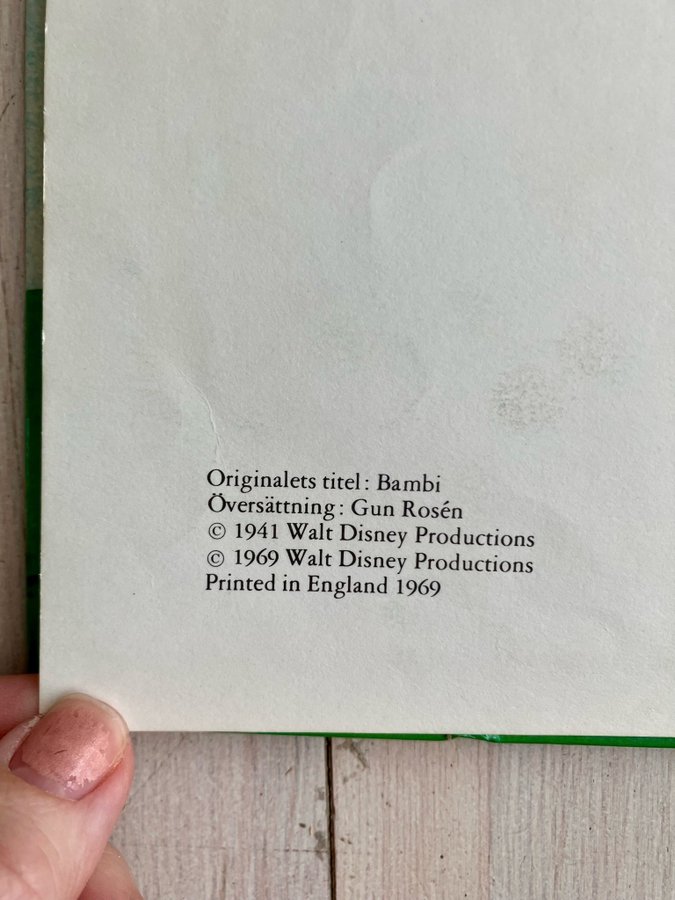 Originalets titel: Bambi
Översättning: Gun Rosén
© 1941 Walt Disney Productions
© 1969 Walt Disney Productions
Printed in England 1969